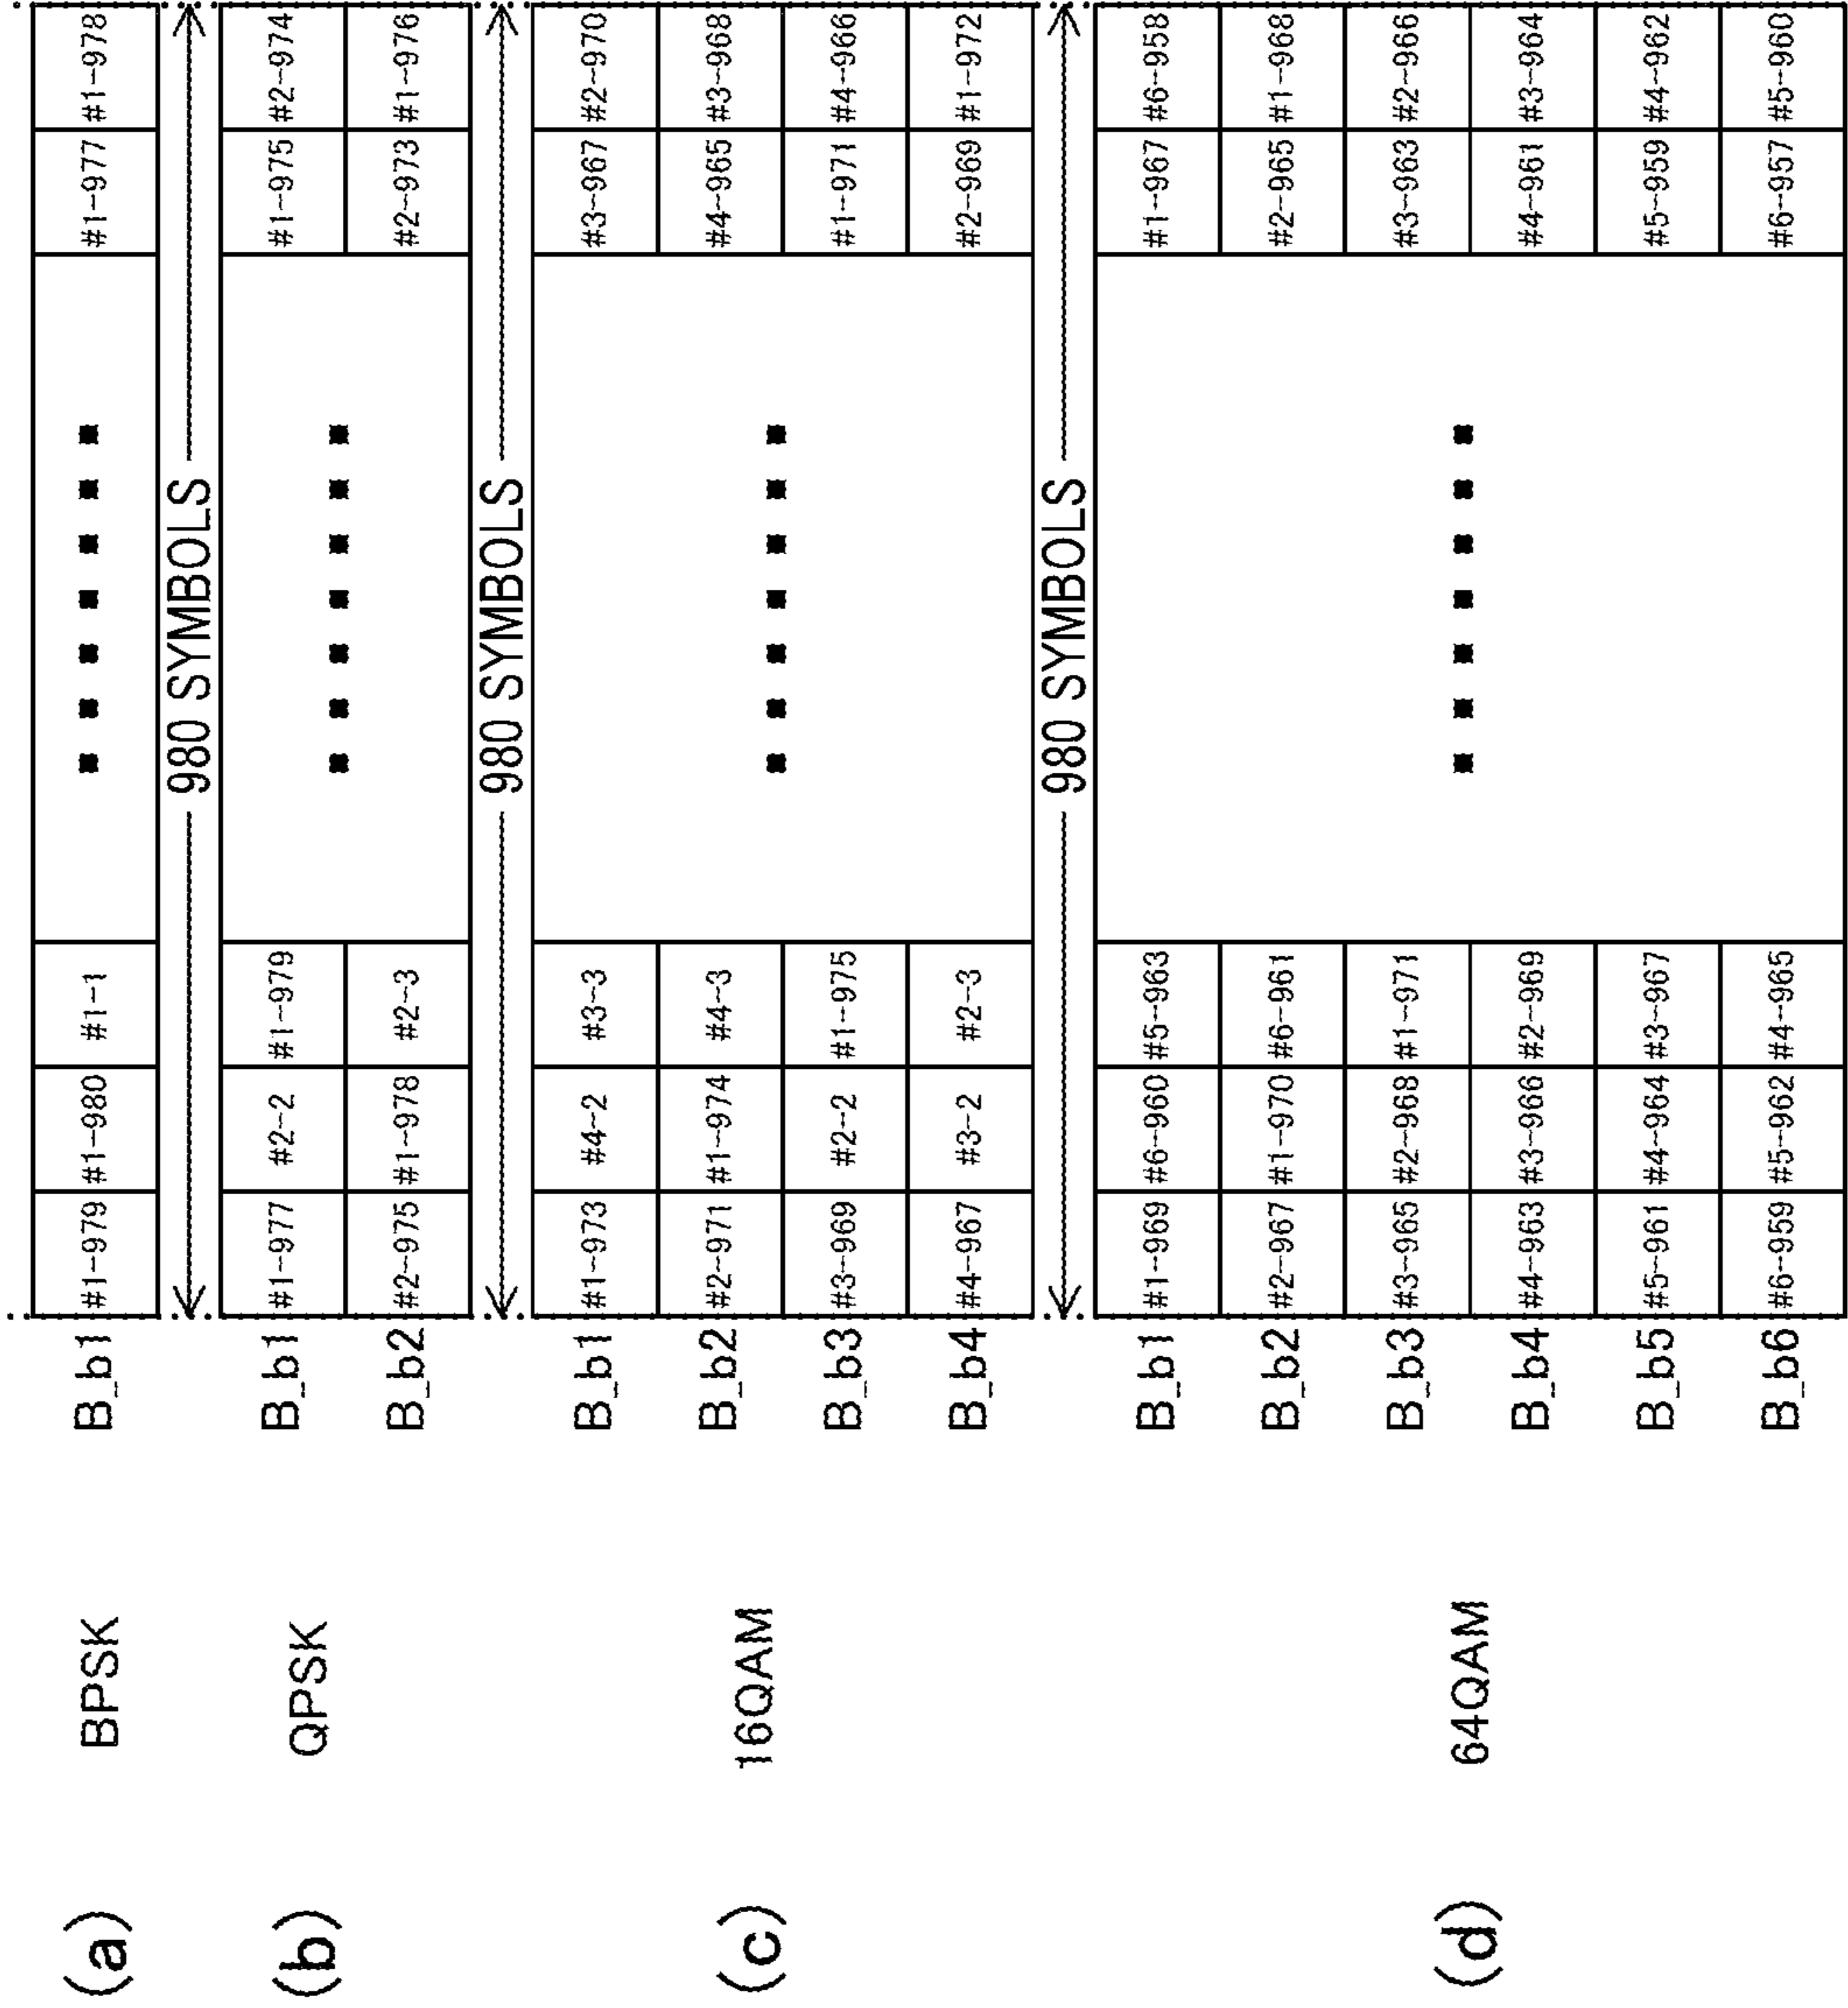 (a) BPSK
B_b1 #1-979 #1-980 #1-1 #1-977 #1-978
980 SYMBOLS
(b) QPSK
B_b1 #1-977 #2-2 #1-979 #1-975 #2-974
B_b2 #2-975 #1-978 #2-3 #2-973 #1-976
980 SYMBOLS
(c) 16QAM
B_b1 #1-973 #4-2 #3-3 #3-967 #2-970
B_b2 #2-971 #1-974 #4-3 #4-965 #3-968
B_b3 #3-969 #2-2 #1-975 #1-971 #4-966
B_b4 #4-967 #3-2 #2-3 #2-969 #1-972
980 SYMBOLS
(d) 64QAM
B_b1 #1-969 #6-960 #5-963 #1-967 #6-958
B_b2 #2-967 #1-970 #6-961 #2-965 #1-968
B_b3 #3-965 #2-968 #1-971 #3-963 #2-966
B_b4 #4-963 #3-966 #2-969 #4-961 #3-964
B_b5 #5-961 #4-964 #3-967 #5-959 #4-962
B_b6 #6-959 #5-962 #4-965 #6-957 #5-960